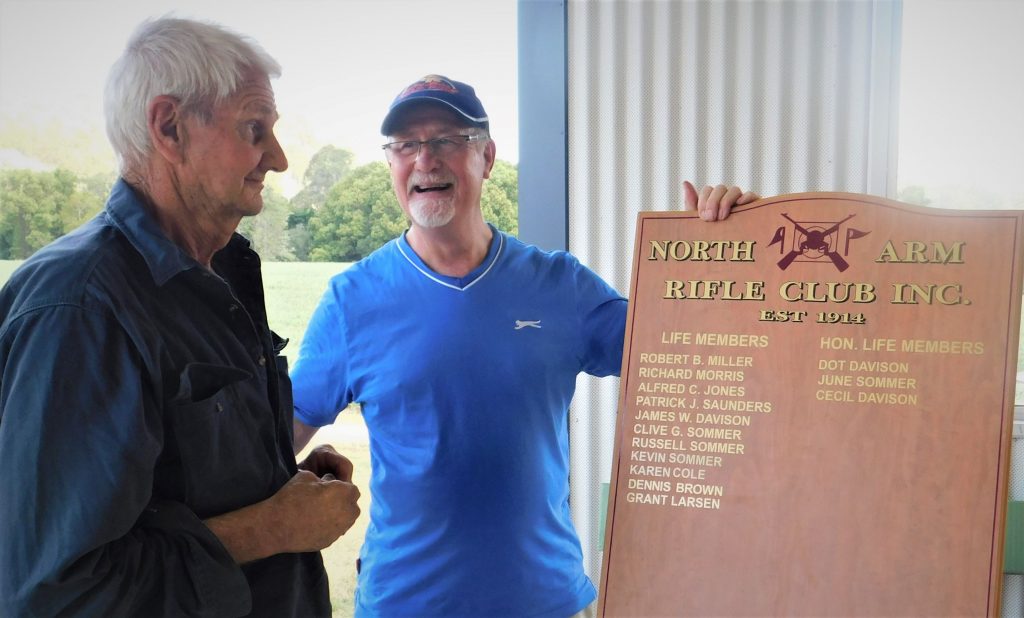 NORTH ARM
RIFLE CLUB INC.
EST 1914
LIFE MEMBERS
ROBERT B. MILLER
RICHARD MORRIS
ALFRED C. JONES
PATRICK J. SAUNDERS
JAMES W. DAVISON
CLIVE G. SOMMER
RUSSELL SOMMER
KEVIN SOMMER
KAREN COLE
DENNIS BROWN
GRANT LARSEN
HON. LIFE MEMBERS
DOT DAVISON
JUNE SOMMER
CECIL DAVISON